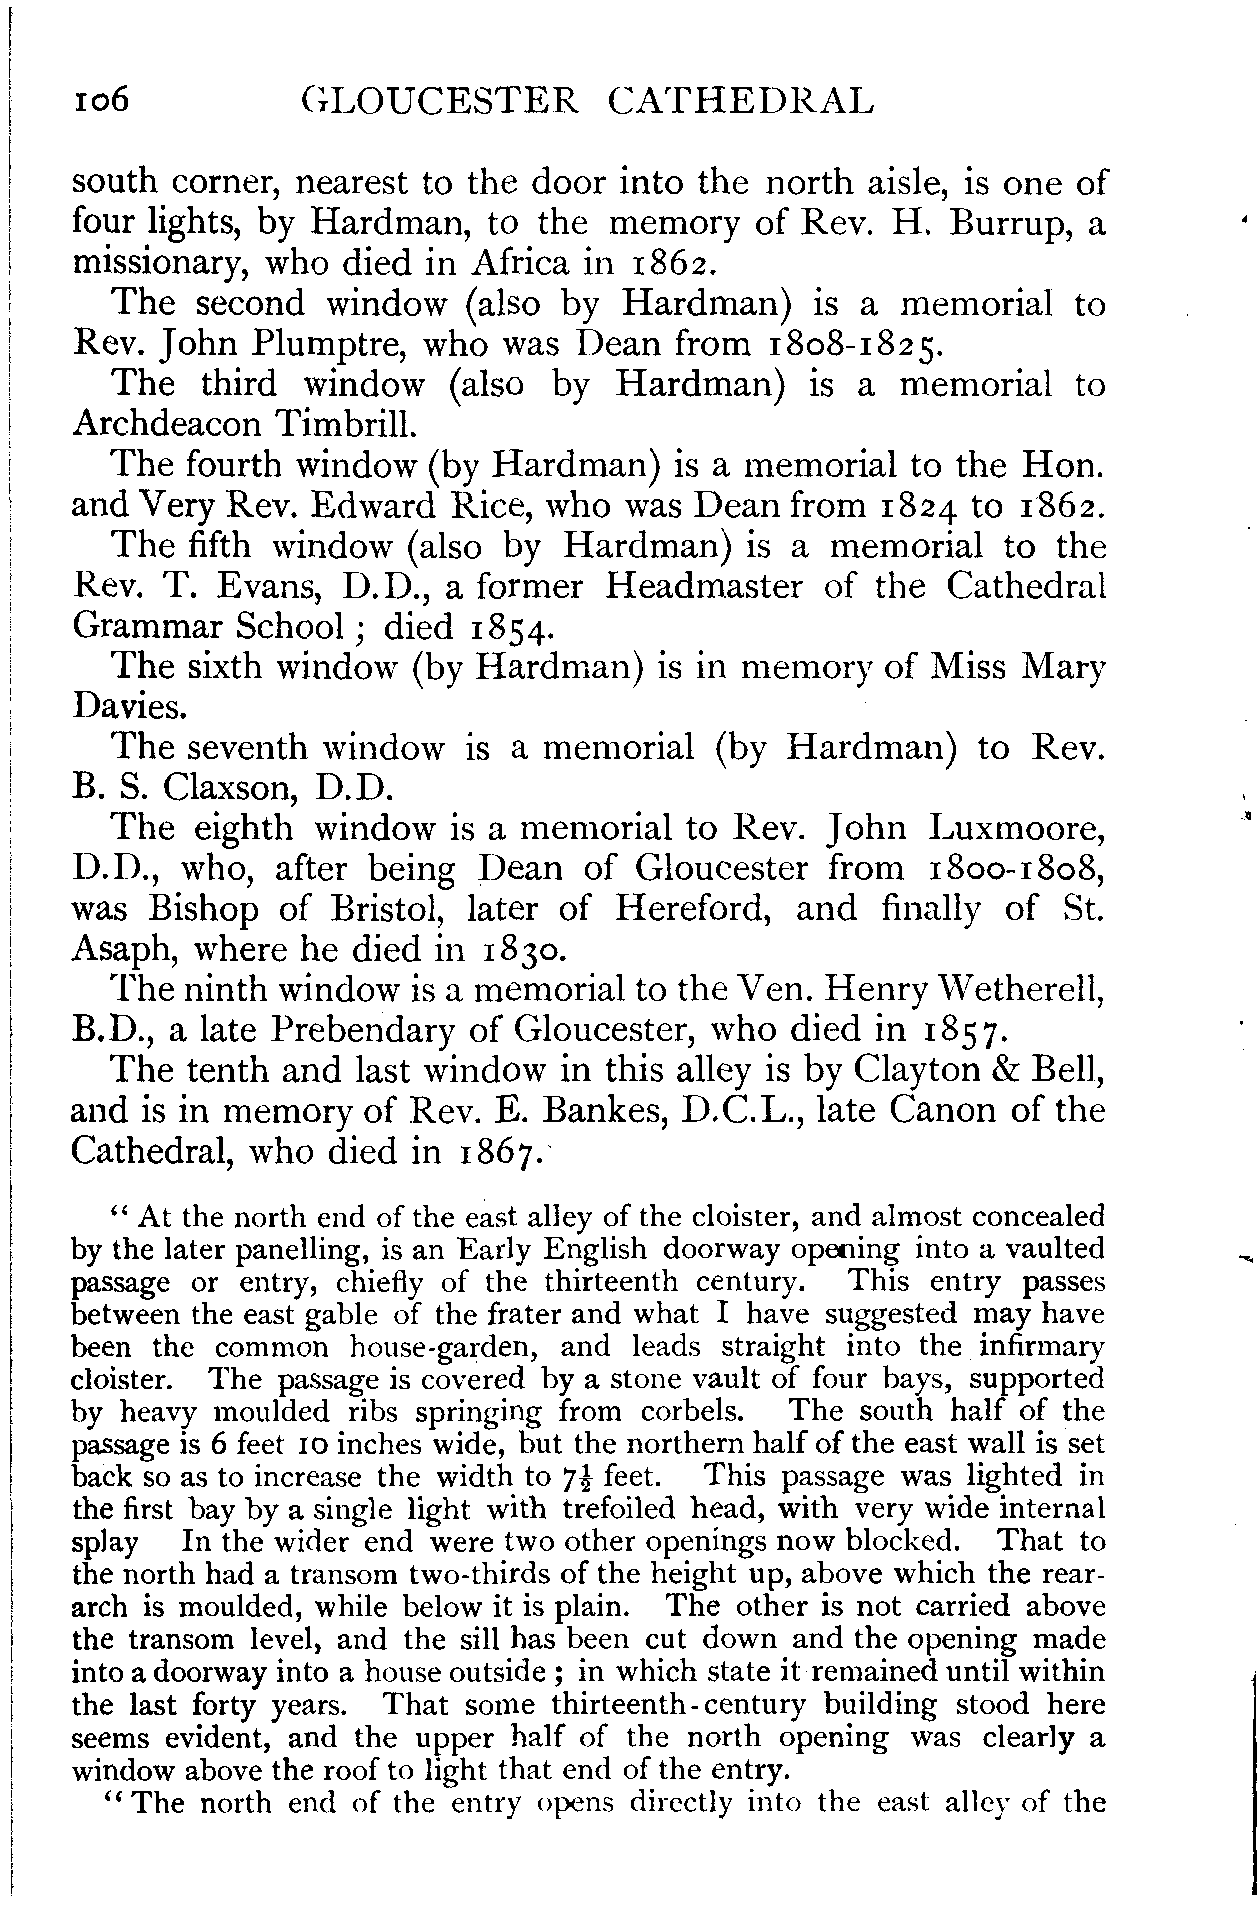 106 GLOUCESTER CATHEDRAL
south corner, nearest to the door into the north aisle, is one of
four lights, by Hardman, to the memory of Rev. H. Burrup, a
missionary, who died in Africa in 1862.
The second window (also by Hardman) is a memorial to
Rev. John Plumptre, who was Dean from 1808-1825.
The third window (also by Hardman) is a memorial to
Archdeacon Timbrill.
The fourth window (by Hardman) is a memorial to the Hon.
and Very Rev. Edward Rice, who was Dean from 1824 to 1862.
The fifth window (also by Hardman) is a memorial to the
Rev. T. Evans, D.D., a former Headmaster of the Cathedral
Grammar School ; died 1854.
The sixth window (by Hardman) is in memory of Miss Mary
Davies.
The seventh window is a memorial (by Hardman) to Rev.
B. S. Claxson, D.D.
The eighth window is a memorial to Rev. John Luxmoore,
D.D., who, after being Dean of Gloucester from 1800-1808,
was Bishop of Bristol, later of Hereford, and finally of St.
Asaph, where he died in 1830.
The ninth window is a memorial to the Ven. Henry Wetherell,
B.D., a late Prebendary of Gloucester, who died in 1857.
The tenth and last window in this alley is by Clayton & Bell,
and is in memory of Rev. E. Bankes, D.C.L., late Canon of the
Cathedral, who died in 1867.
“ At the north end of the east alley of the cloister, and almost concealed
by the later panelling, is an Early English doorway opening into a vaulted
passage or entry, chiefly of the thirteenth century. This entry passes
between the east gable of the frater and what I have suggested may have
been the common house-garden, and leads straight into the infirmary
cloister. The passage is covered by a stone vault of four bays, supported
by heavy moulded ribs springing from corbels. The south half of the
passage is 6 feet 10 inches wide, but the northern half of the east wall is set
back so as to increase the width to 7½ feet. This passage was lighted in
the first bay by a single light with trefoiled head, with very wide internal
splay In the wider end were two other openings now blocked. That to
the north had a transom two-thirds of the height up, above which the rear-
arch is moulded, while below it is plain. The other is not carried above
the transom level, and the sill has been cut down and the opening made
into a doorway into a house outside ; in which state it remained until within
the last forty years. That some thirteenth-century building stood here
seems evident, and the upper half of the north opening was clearly a
window above the roof to light that end of the entry.
“ The north end of the entry opens directly into the east alley of the